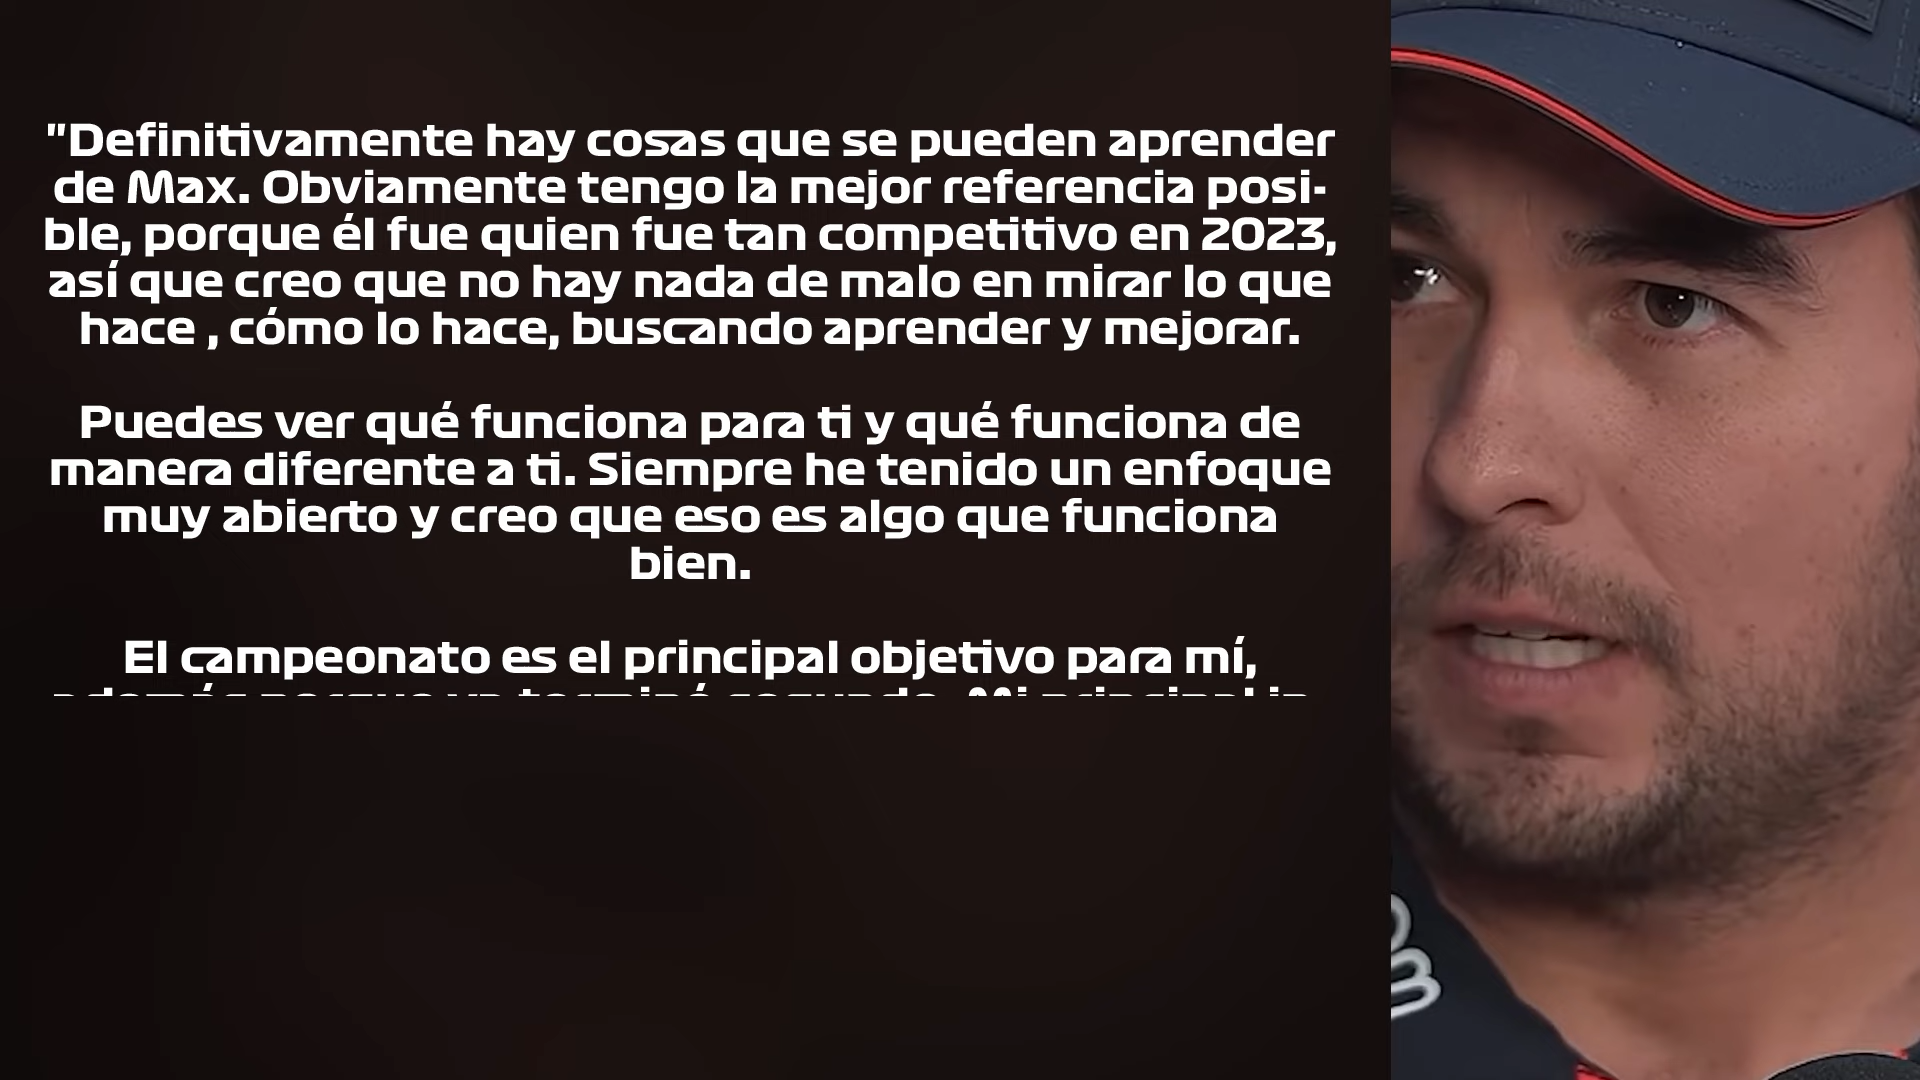 "Definitivamente hay cosas que se pueden aprender
de Max. Obviamente tengo la mejor referencia posi-
ble, porque él fue quien fue tan competitivo en 2023,
así que creo que no hay nada de malo en mirar lo que
hace , cómo lo hace, buscando aprender y mejorar.
Puedes ver qué funciona para ti y qué funciona de
manera diferente a ti. Siempre he tenido un enfoque
muy abierto y creo que eso es algo que funciona
bien.
El campeonato es el principal objetivo para mí,